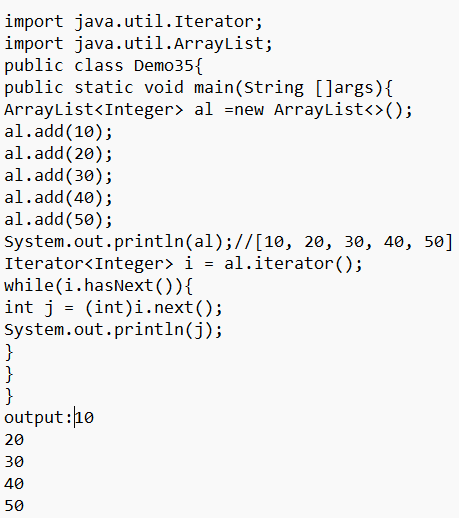 import java.util.Iterator;
import java.util.ArrayList;
public class Demo35{
public static void main(String []args){
ArrayList<Integer> al =new ArrayList<>();
al.add(10);
al.add(20);
al.add(30);
al.add(40);
al.add(50);
System.out.println(al);//[10, 20, 30, 40, 50]
Iterator<Integer> i = al.iterator();
while(i.hasNext()){
int j = (int)i.next();
System.out.println(j);
}
}
}
output:10
20
30
40
50